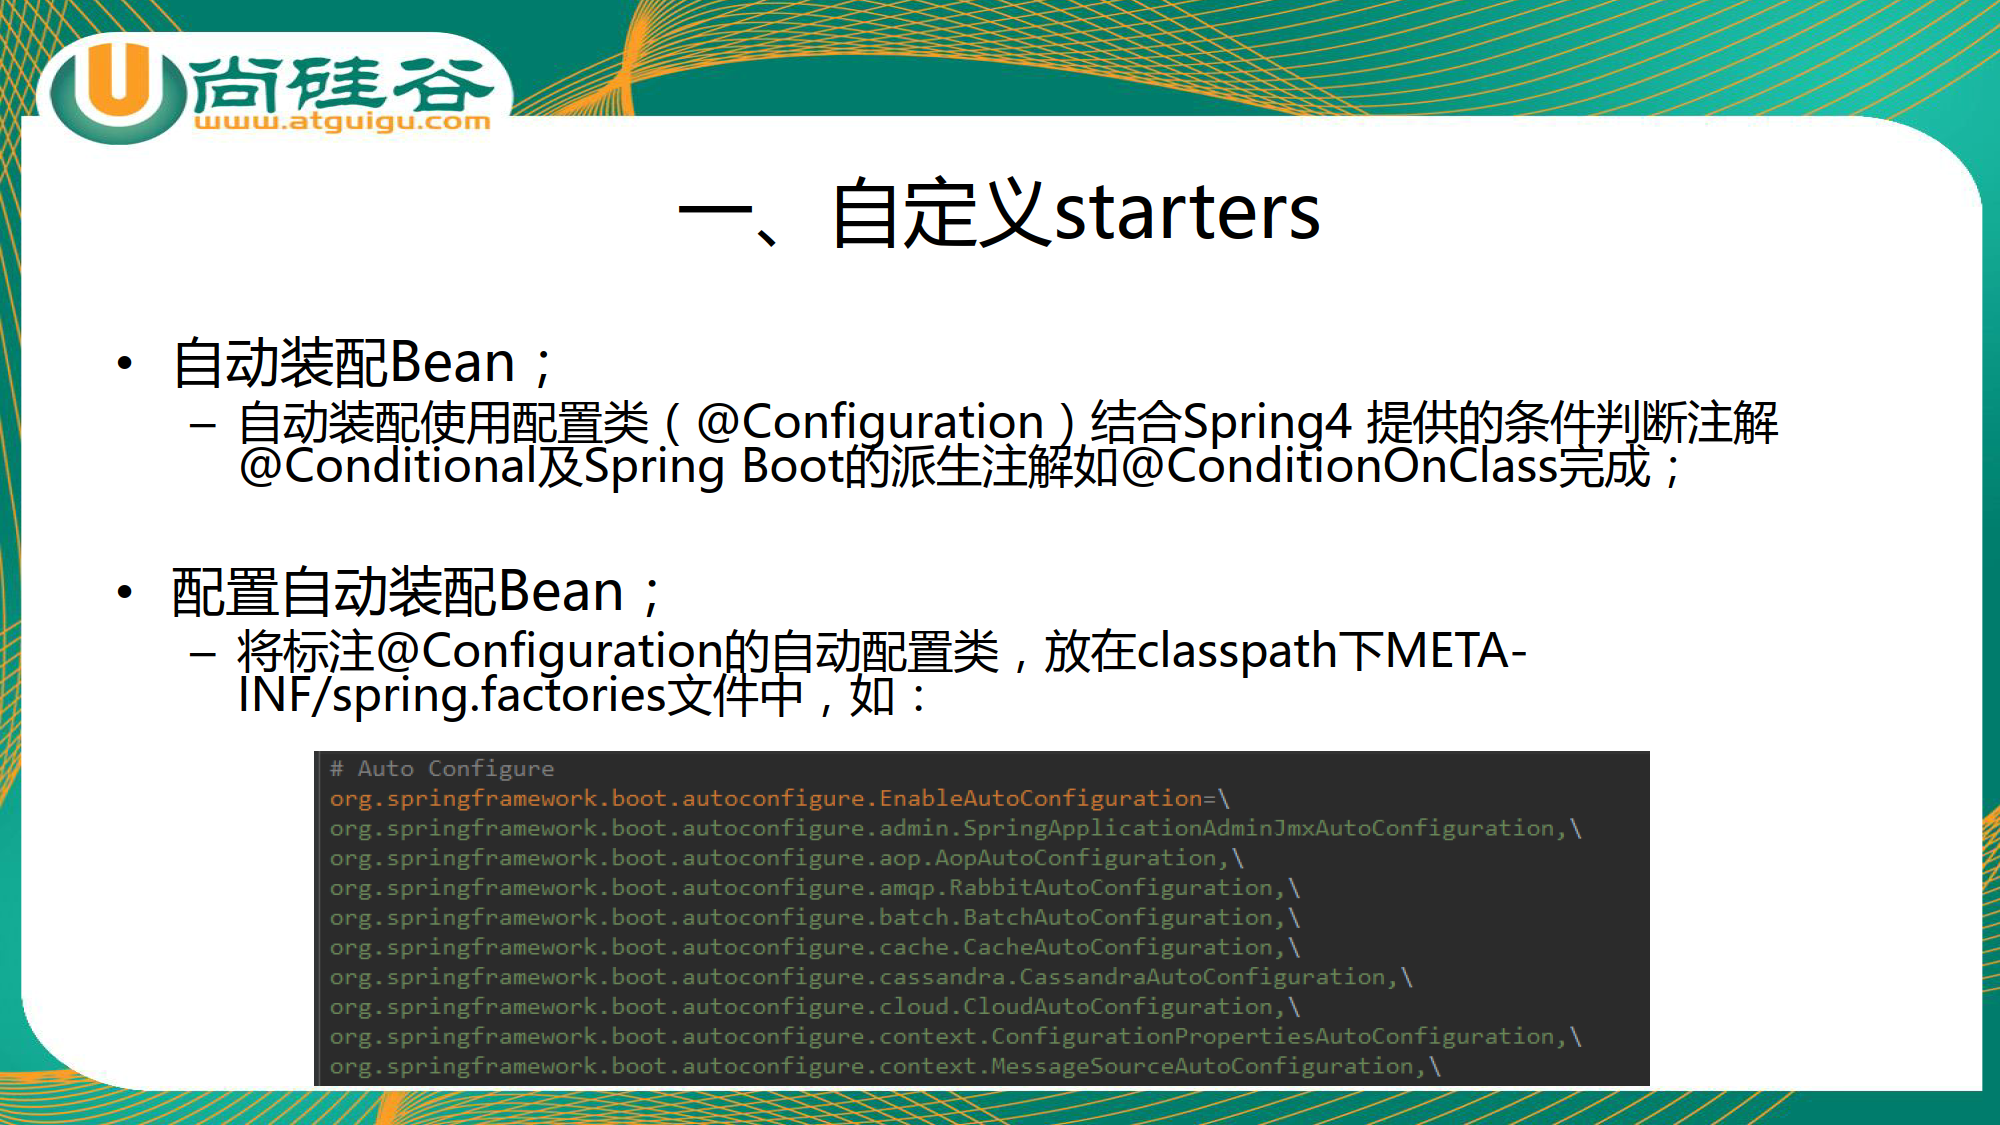 尚硅谷
www.atguigu.com
一、自定义starters
• 自动装配Bean；
– 自动装配使用配置类（@Configuration）结合Spring4 提供的条件判断注解
@Conditional及Spring Boot的派生注解如@ConditionOnClass完成；
• 配置自动装配Bean；
– 将标注@Configuration的自动配置类，放在classpath下META-
INF/spring.factories文件中，如：
# Auto Configure
org.springframework.boot.autoconfigure.EnableAutoConfiguration=\
org.springframework.boot.autoconfigure.admin.SpringApplicationAdminJmxAutoConfiguration,\
org.springframework.boot.autoconfigure.aop.AopAutoConfiguration,\
org.springframework.boot.autoconfigure.amqp.RabbitAutoConfiguration,\
org.springframework.boot.autoconfigure.batch.BatchAutoConfiguration,\
org.springframework.boot.autoconfigure.cache.CacheAutoConfiguration,\
org.springframework.boot.autoconfigure.cassandra.CassandraAutoConfiguration,\
org.springframework.boot.autoconfigure.cloud.CloudAutoConfiguration,\
org.springframework.boot.autoconfigure.context.ConfigurationPropertiesAutoConfiguration,\
org.springframework.boot.autoconfigure.context.MessageSourceAutoConfiguration,\